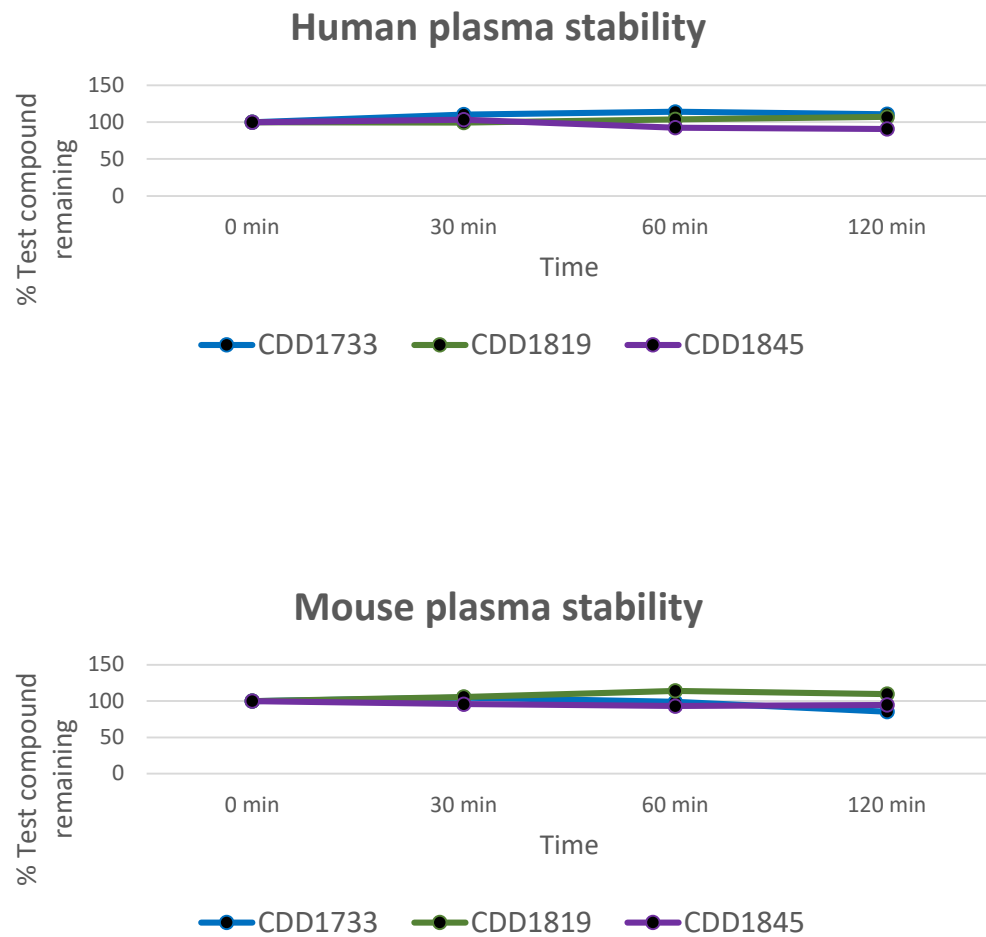 Human plasma stability
% Test compound
remaining
150
100
50
0
0 min 30 min 60 min 120 min
Time
CDD1733 CDD1819 CDD1845
Mouse plasma stability
% Test compound
remaining
150
100
50
0
0 min 30 min 60 min 120 min
Time
CDD1733 CDD1819 CDD1845